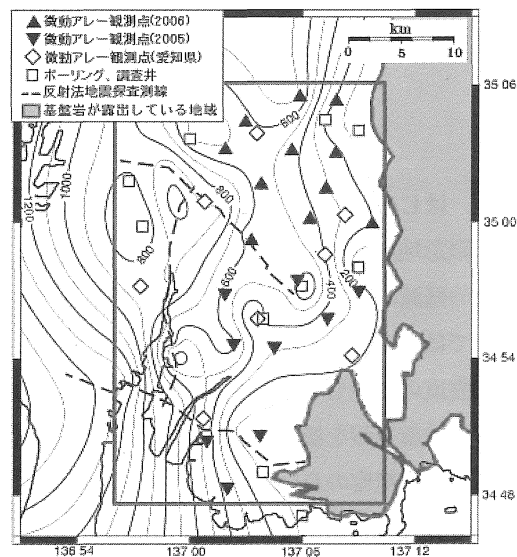 微動アレー観測点(2006)
微動アレー観測点(2005)
微動アレー観測点(愛知県)
ボーリング、調査井
反射法地震探査測線
基盤岩が露出している地域
km
0 5 10
35 06
600
1200
1000
800
35 00
800
600
400
200
34 54
34 48
136 54 137 00 137 05 137 12